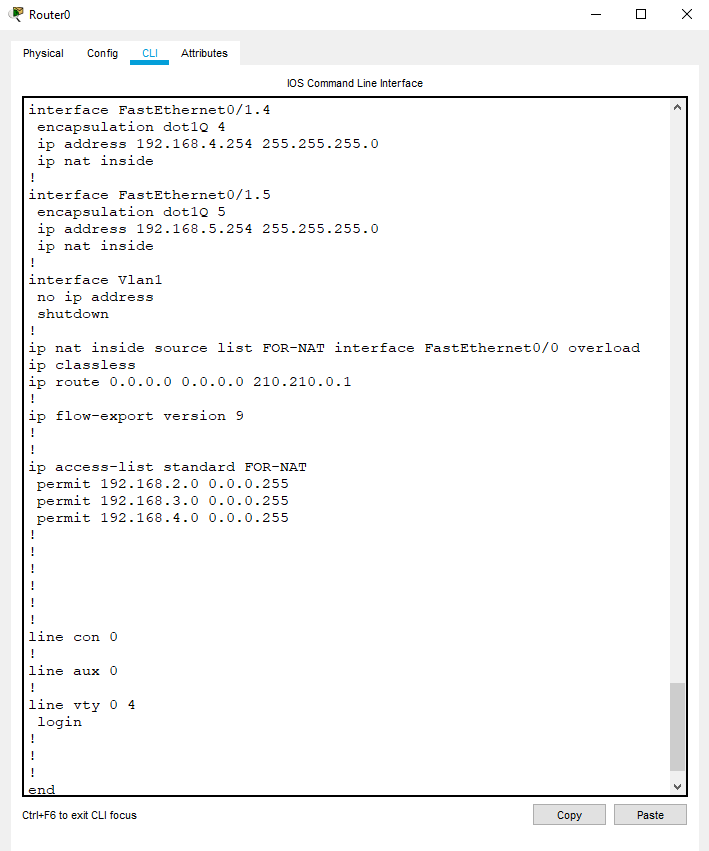 Router0
Physical Config CLI Attributes
IOS Command Line Interface
interface FastEthernet0/1.4
 encapsulation dot1Q 4
 ip address 192.168.4.254 255.255.255.0
 ip nat inside
!
interface FastEthernet0/1.5
 encapsulation dot1Q 5
 ip address 192.168.5.254 255.255.255.0
 ip nat inside
!
interface Vlan1
 no ip address
 shutdown
!
ip nat inside source list FOR-NAT interface FastEthernet0/0 overload
ip classless
ip route 0.0.0.0 0.0.0.0 210.210.0.1
!
ip flow-export version 9
!
!
ip access-list standard FOR-NAT
 permit 192.168.2.0 0.0.0.255
 permit 192.168.3.0 0.0.0.255
 permit 192.168.4.0 0.0.0.255
!
!
!
!
!
!
line con 0
!
line aux 0
!
line vty 0 4
 login
!
!
!
end
Ctrl+F6 to exit CLI focus
Copy Paste